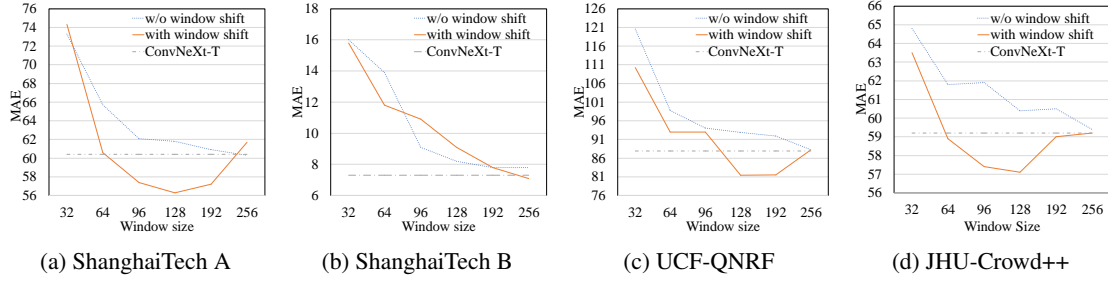 76
74
72
70
68
66
64
62
60
58
56
MAE
w/o window shift
with window shift
ConvNeXt-T
32 64 96 128 192 256
Window size
(a) ShanghaiTech A
18
16
14
12
10
8
6
MAE
w/o window shift
with window shift
ConvNeXt-T
32 64 96 128 192 256
Window size
(b) ShanghaiTech B
126
121
116
111
106
101
96
91
86
81
76
MAE
w/o window shift
with window shift
ConvNeXt-T
32 64 96 128 192 256
Window size
(c) UCF-QNRF
66
65
64
63
62
61
60
59
58
57
56
MAE
w/o window shift
with window shift
ConvNeXt-T
32 64 96 128 192 256
Window Size
(d) JHU-Crowd++